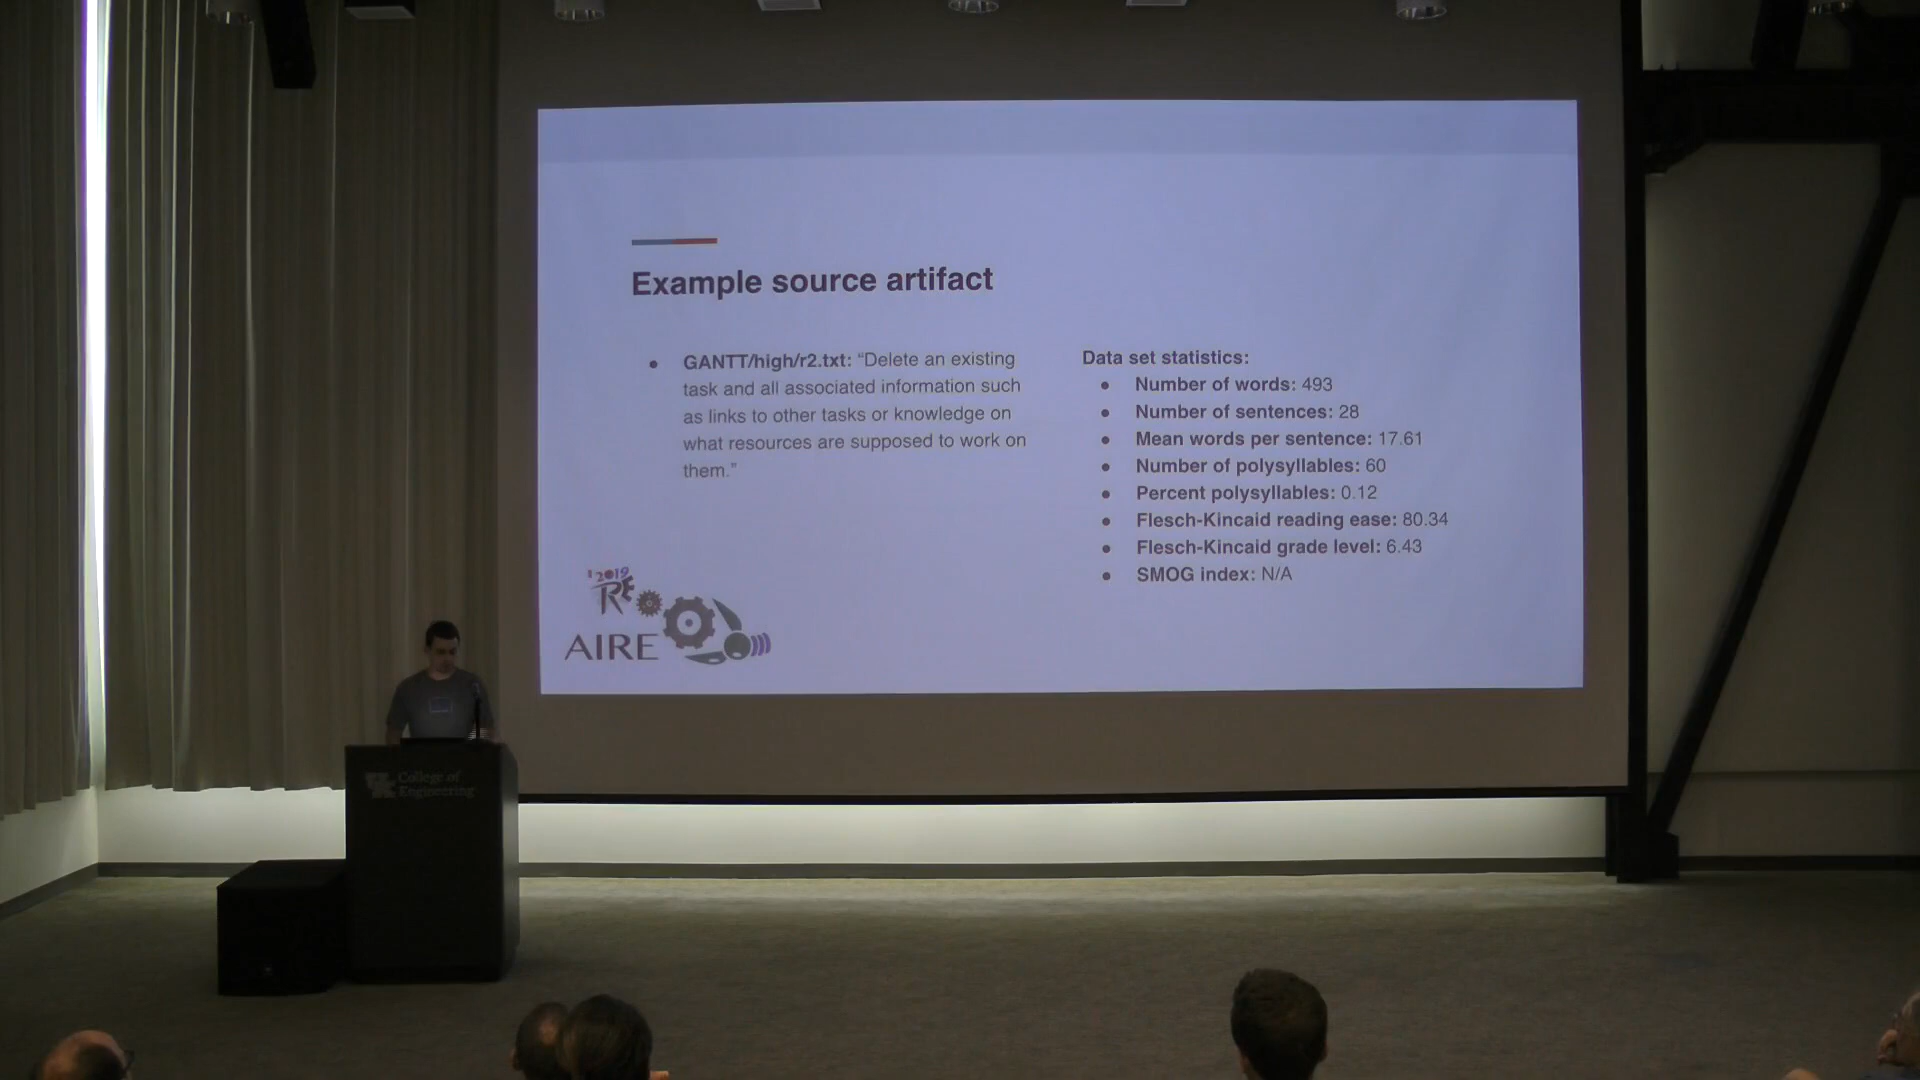 Example source artifact
● GANTT/high/r2.txt: “Delete an existing
task and all associated information such
as links to other tasks or knowledge on
what resources are supposed to work on
them.”
Data set statistics:
● Number of words: 493
● Number of sentences: 28
● Mean words per sentence: 17.61
● Number of polysyllables: 60
● Percent polysyllables: 0.12
● Flesch-Kincaid reading ease: 80.34
● Flesch-Kincaid grade level: 6.43
● SMOG index: N/A
2019
RE
AIRE
UK College of
Engineering